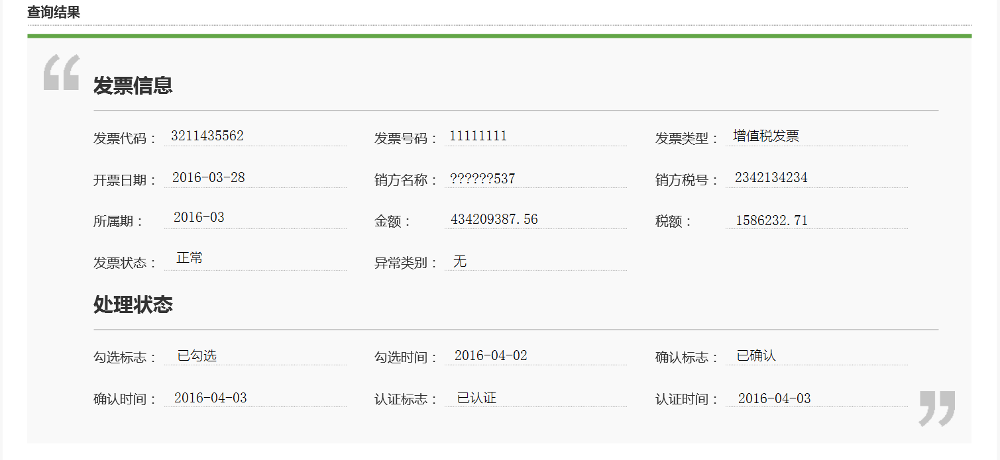 查询结果
发票信息
发票代码： 3211435562 发票号码： 11111111 发票类型： 增值税发票
开票日期： 2016-03-28 销方名称： ??????537 销方税号： 2342134234
所属期： 2016-03 金额： 434209387.56 税额： 1586232.71
发票状态： 正常 异常类别： 无
处理状态
勾选标志： 已勾选 勾选时间： 2016-04-02 确认标志： 已确认
确认时间： 2016-04-03 认证标志： 已认证 认证时间： 2016-04-03